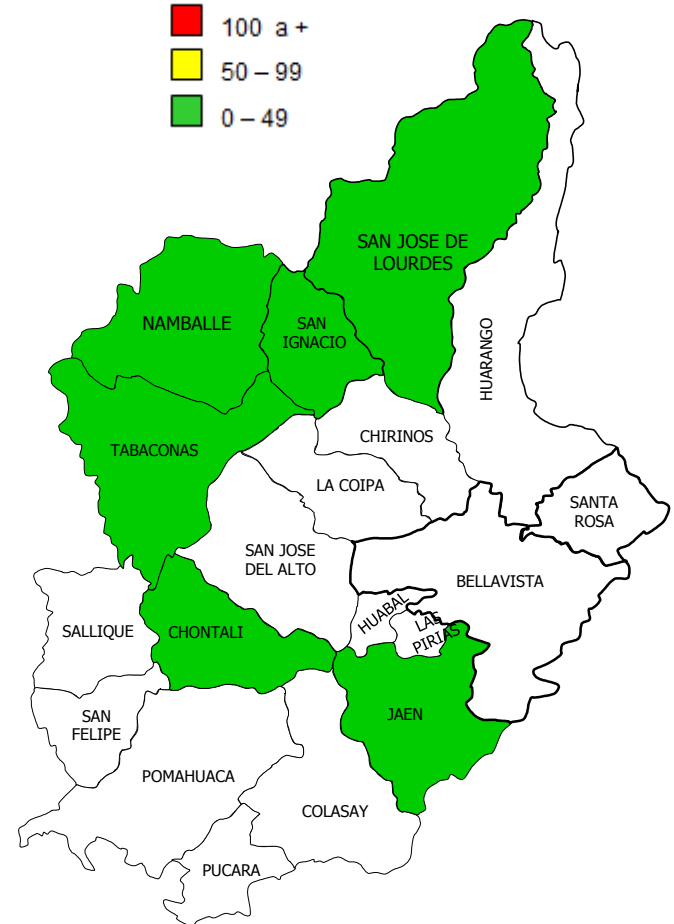 100 a +
50 – 99
0 – 49
SAN JOSE DE
LOURDES
NAMBALLE
SAN
IGNACIO
HUARANGO
TABACONAS
CHIRINOS
LA COIPA
SANTA
ROSA
SAN JOSE
DEL ALTO
BELLAVISTA
HUABAL
LAS
PIRIAS
SALLIQUE
CHONTALI
SAN
FELIPE
JAEN
POMAHUACA
COLASAY
PUCARA